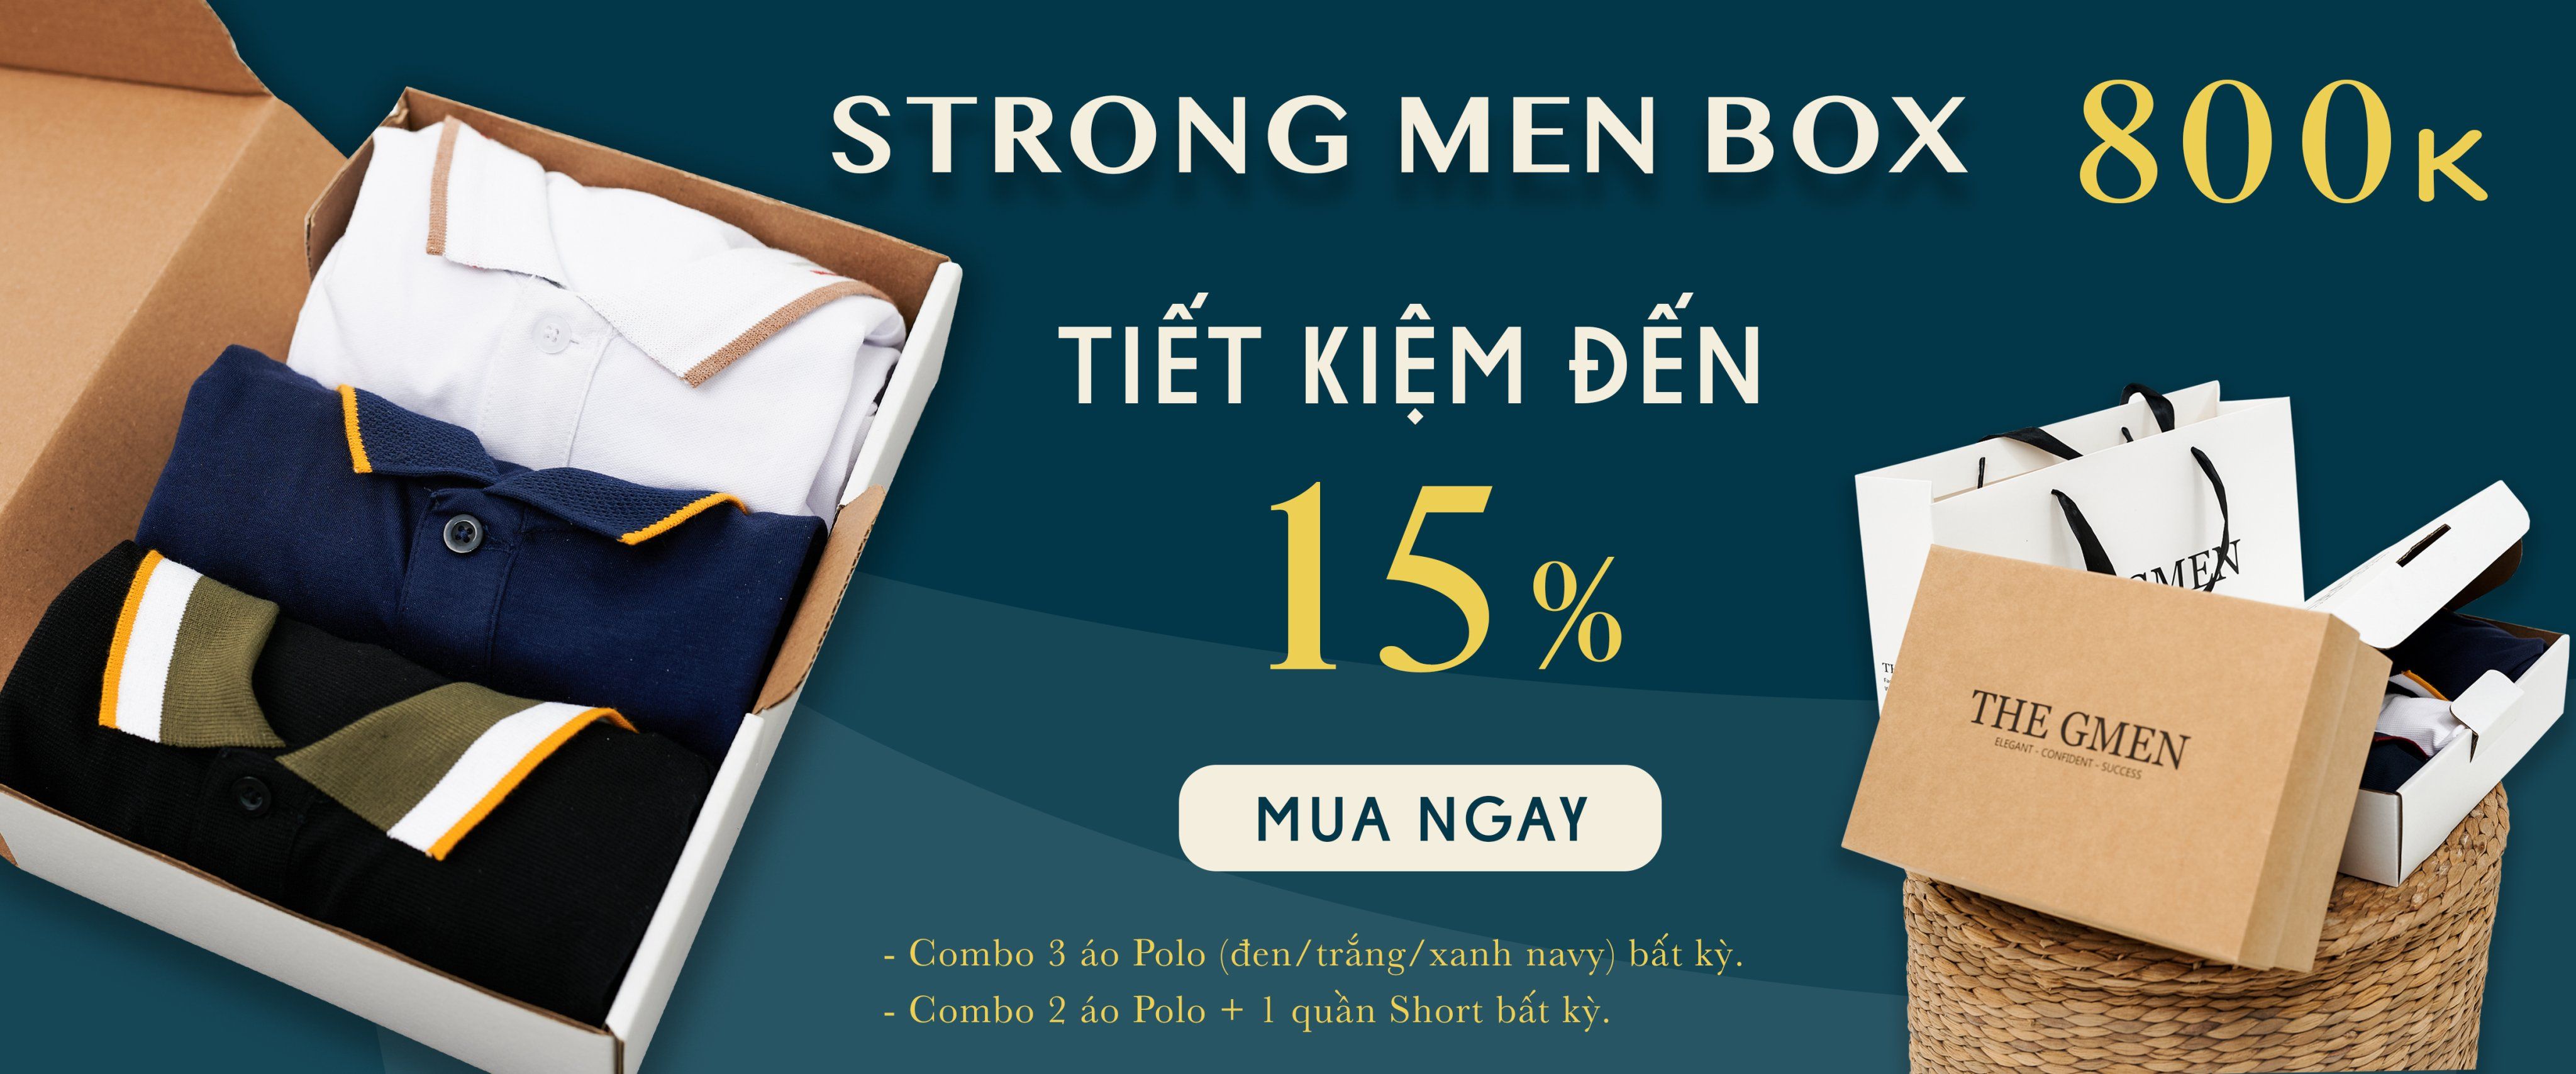 STRONG MEN BOX 800K
TIẾT KIỆM ĐẾN
15%
MUA NGAY
- Combo 3 áo Polo (đen/trắng/xanh navy) bất kỳ.
- Combo 2 áo Polo + 1 quần Short bất kỳ.
GMEN
THE GMEN
ELEGANT - CONFIDENT - SUCCESS